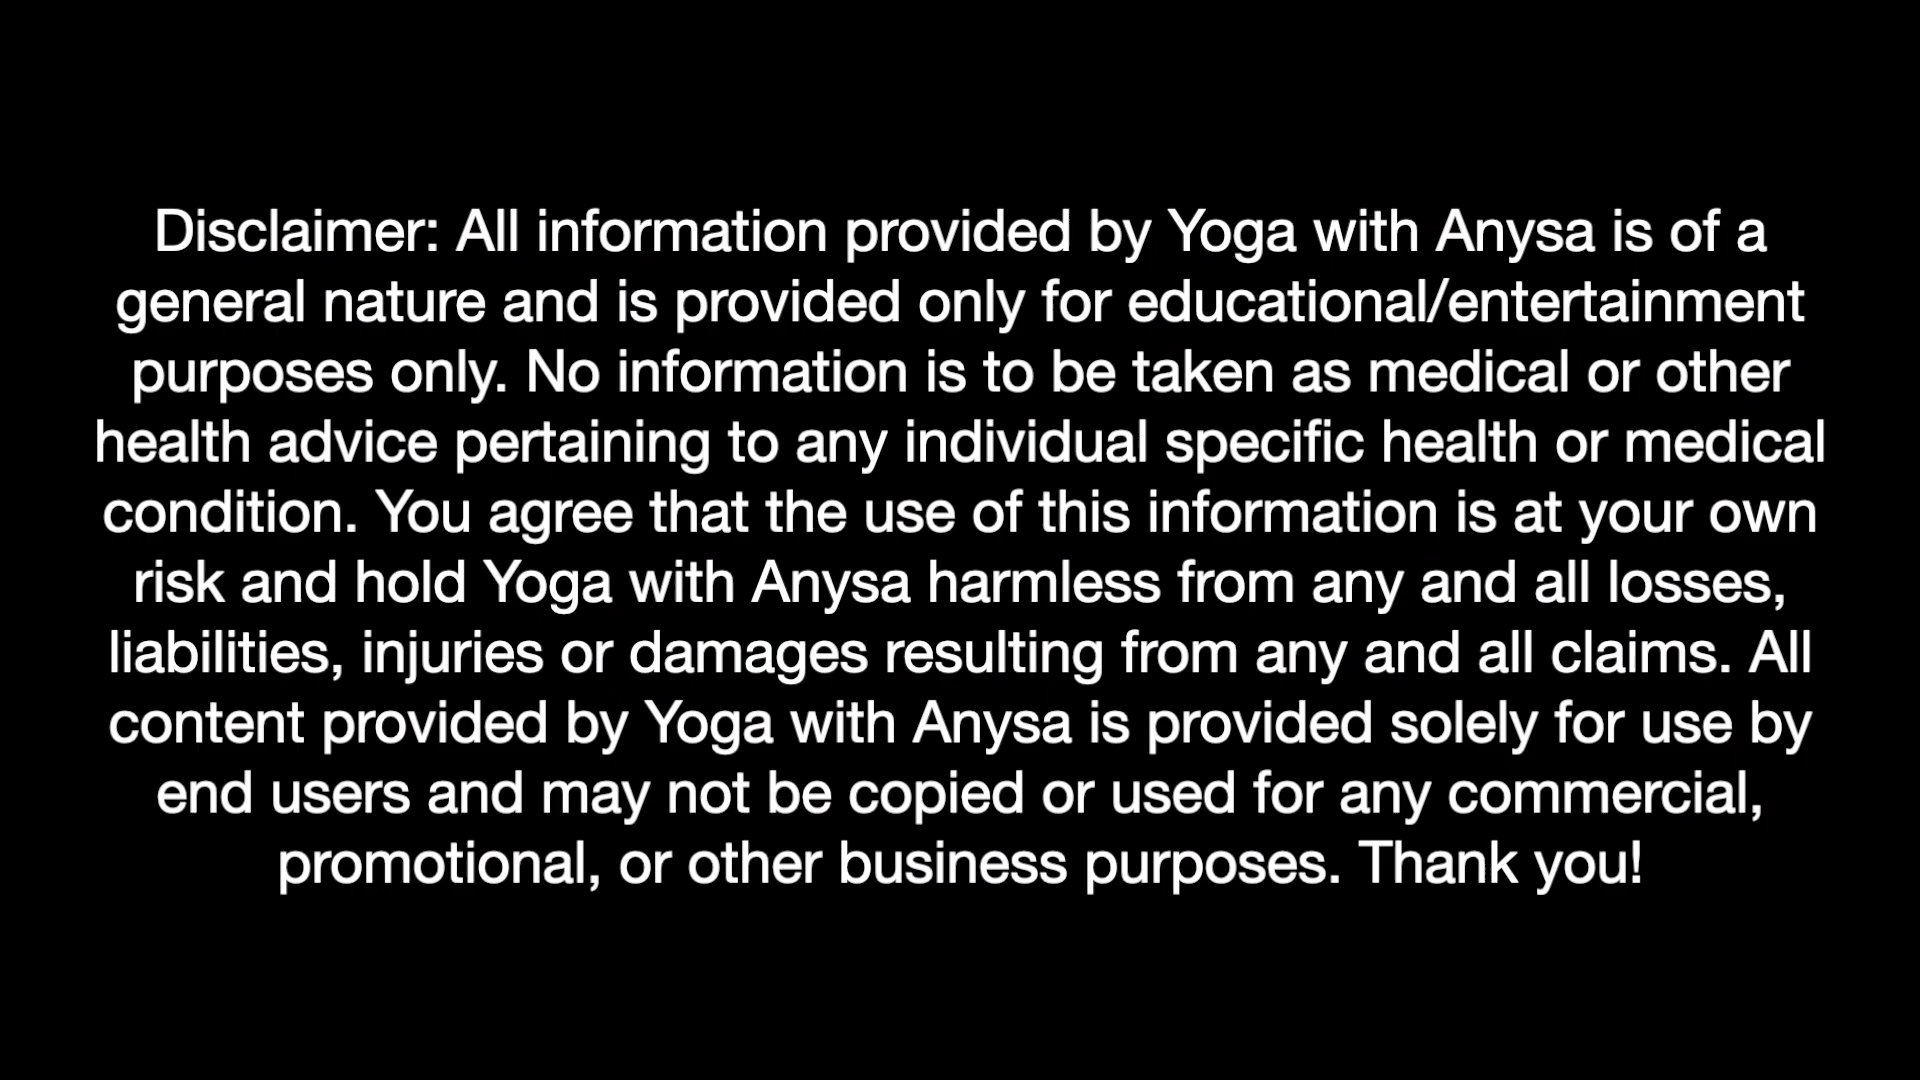 Disclaimer: All information provided by Yoga with Anysa is of a
general nature and is provided only for educational/entertainment
purposes only. No information is to be taken as medical or other
health advice pertaining to any individual specific health or medical
condition. You agree that the use of this information is at your own
risk and hold Yoga with Anysa harmless from any and all losses,
liabilities, injuries or damages resulting from any and all claims. All
content provided by Yoga with Anysa is provided solely for use by
end users and may not be copied or used for any commercial,
promotional, or other business purposes. Thank you!